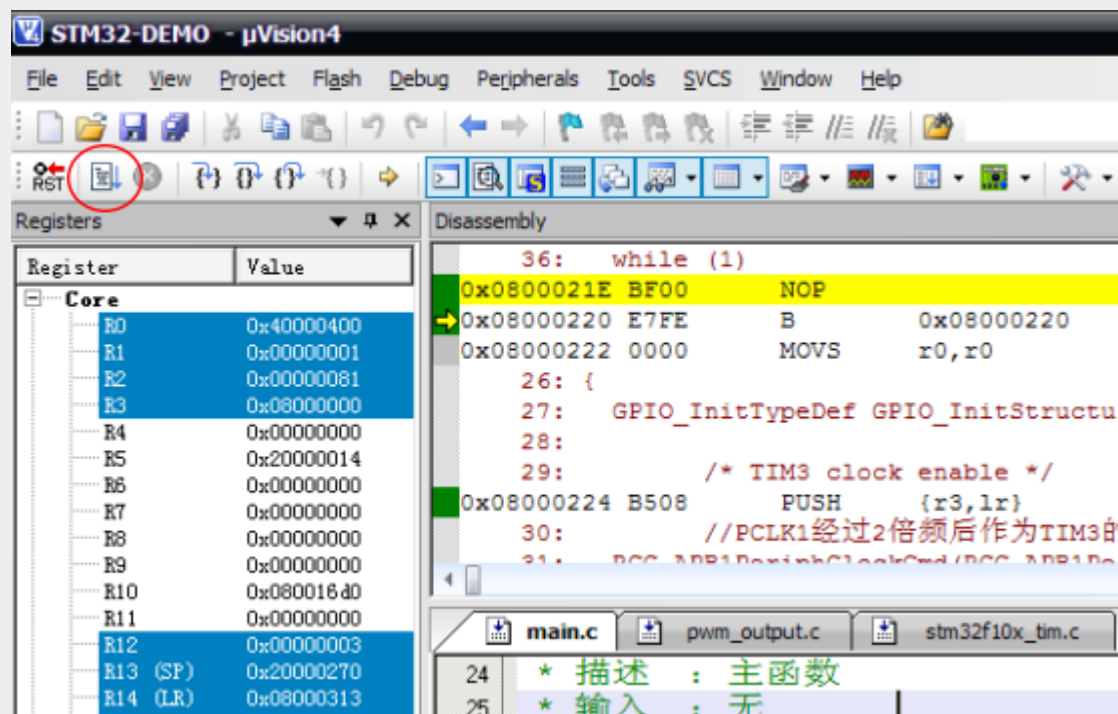 STM32-DEMO - µVision4
File Edit View Project Flash Debug Peripherals Tools SVCS Window Help
RST
Registers
Disassembly
Register Value
Core
R0 0x40000400
R1 0x00000001
R2 0x00000081
R3 0x08000000
R4 0x00000000
R5 0x20000014
R6 0x00000000
R7 0x00000000
R8 0x00000000
R9 0x00000000
R10 0x080016d0
R11 0x00000000
R12 0x00000003
R13 (SP) 0x20000270
R14 (LR) 0x08000313
36: while (1)
0x0800021E BF00 NOP
0x08000220 E7FE B 0x08000220
0x08000222 0000 MOVS r0,r0
26: {
27: GPIO_InitTypeDef GPIO_InitStructu
28:
29: /* TIM3 clock enable */
0x08000224 B508 PUSH {r3,lr}
30: //PCLK1经过2倍频后作为TIM3的
31: RCC_APB1PeriphClockCmd(RCC_APB1Pe
main.c pwm_output.c stm32f10x_tim.c
24 * 描述 : 主函数
25 * 输入 : 无